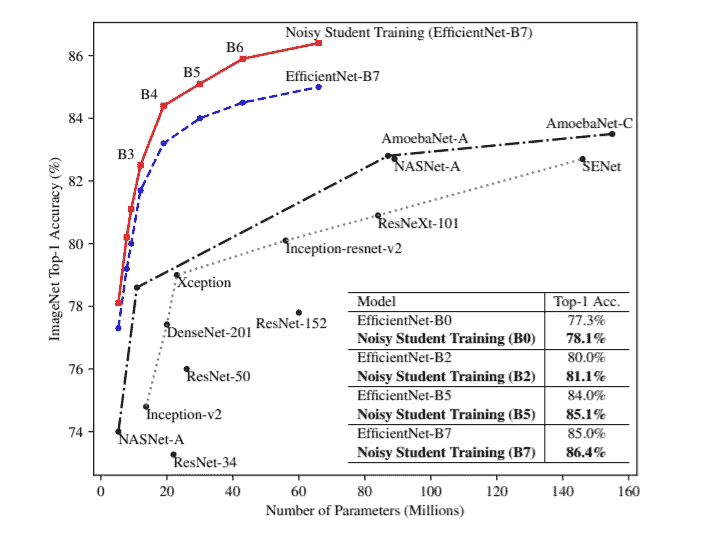 Noisy Student Training (EfficientNet-B7)
86
B6
B5
EfficientNet-B7
B4
84
AmoebaNet-C
AmoebaNet-A
B3
NASNet-A
SENet
82
ResNeXt-101
80
Inception-resnet-v2
Xception
78
ResNet-152
DenseNet-201
76
ResNet-50
Inception-v2
74
NASNet-A
ResNet-34
ImageNet Top-1 Accuracy (%)
Model Top-1 Acc.
EfficientNet-B0 77.3%
Noisy Student Training (B0) 78.1%
EfficientNet-B2 80.0%
Noisy Student Training (B2) 81.1%
EfficientNet-B5 84.0%
Noisy Student Training (B5) 85.1%
EfficientNet-B7 85.0%
Noisy Student Training (B7) 86.4%
0 20 40 60 80 100 120 140 160
Number of Parameters (Millions)